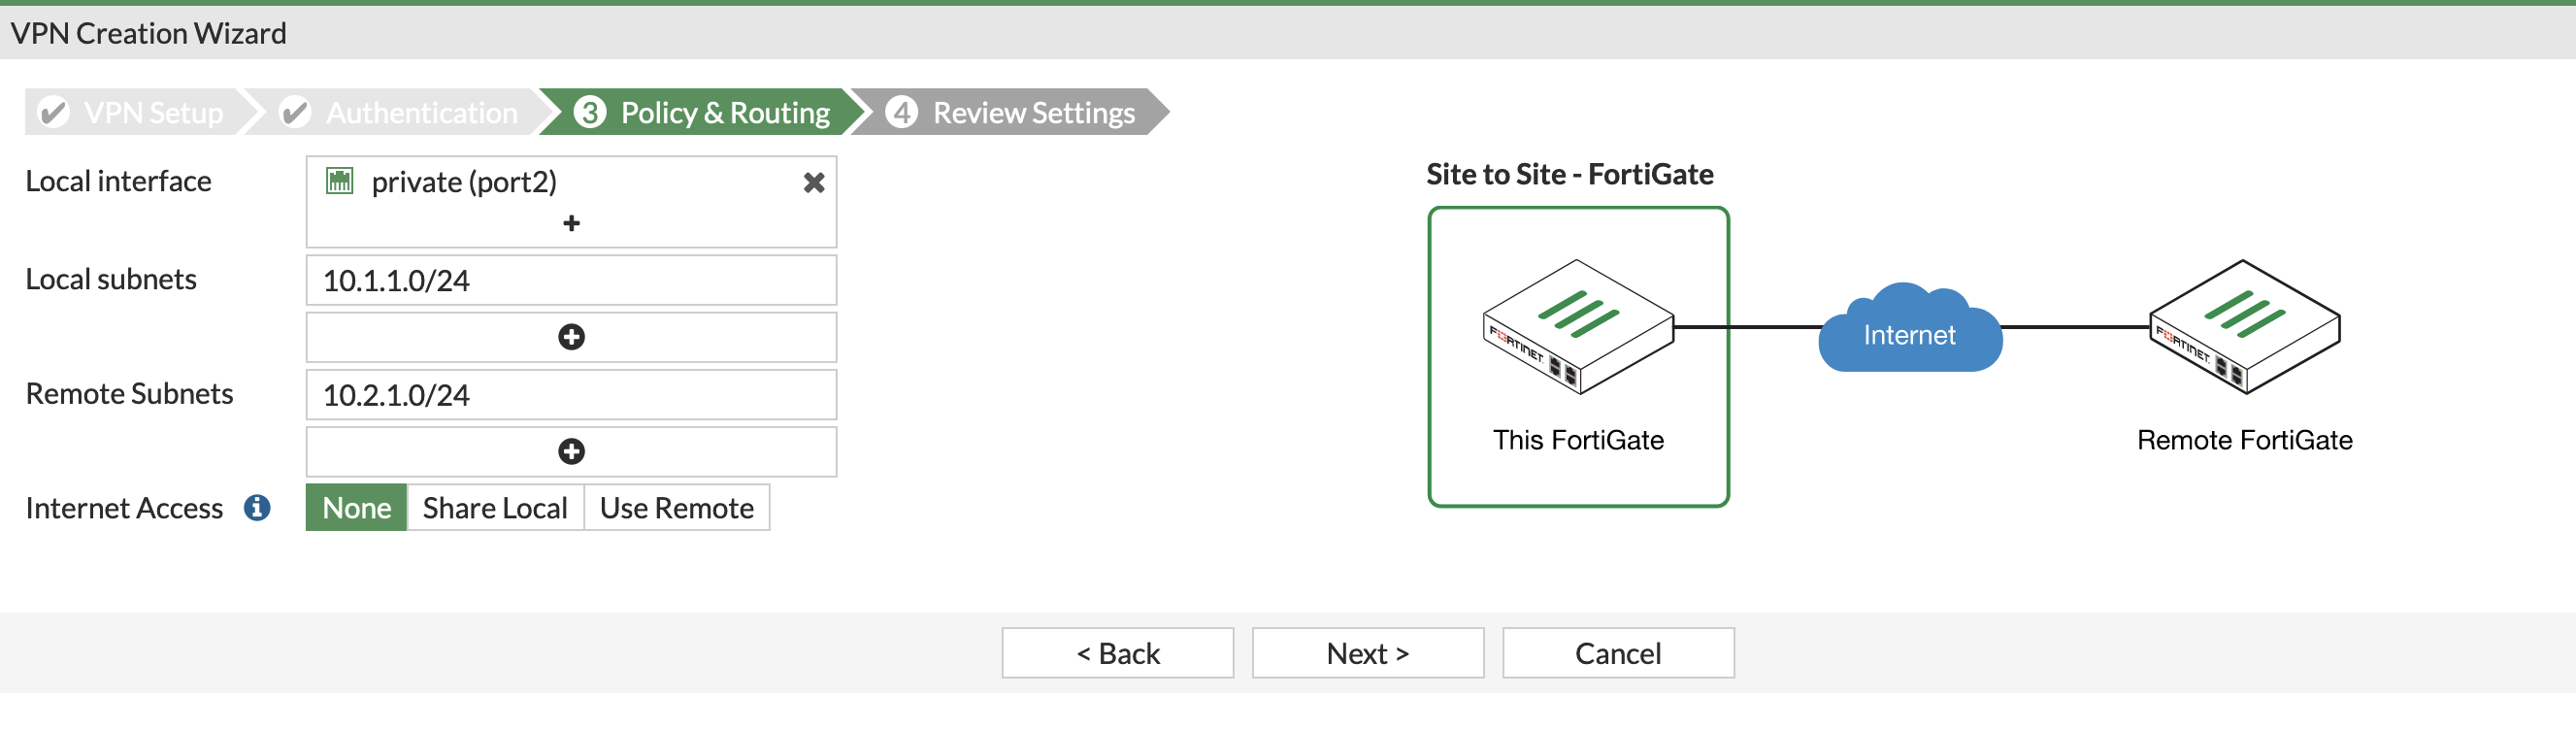 VPN Creation Wizard
VPN Setup
Authentication
3 Policy & Routing
4 Review Settings
Local interface
private (port2)
Local subnets
10.1.1.0/24
Remote Subnets
10.2.1.0/24
Internet Access
None
Share Local
Use Remote
Site to Site - FortiGate
FORTINET
Internet
FORTINET
This FortiGate
Remote FortiGate
< Back
Next >
Cancel